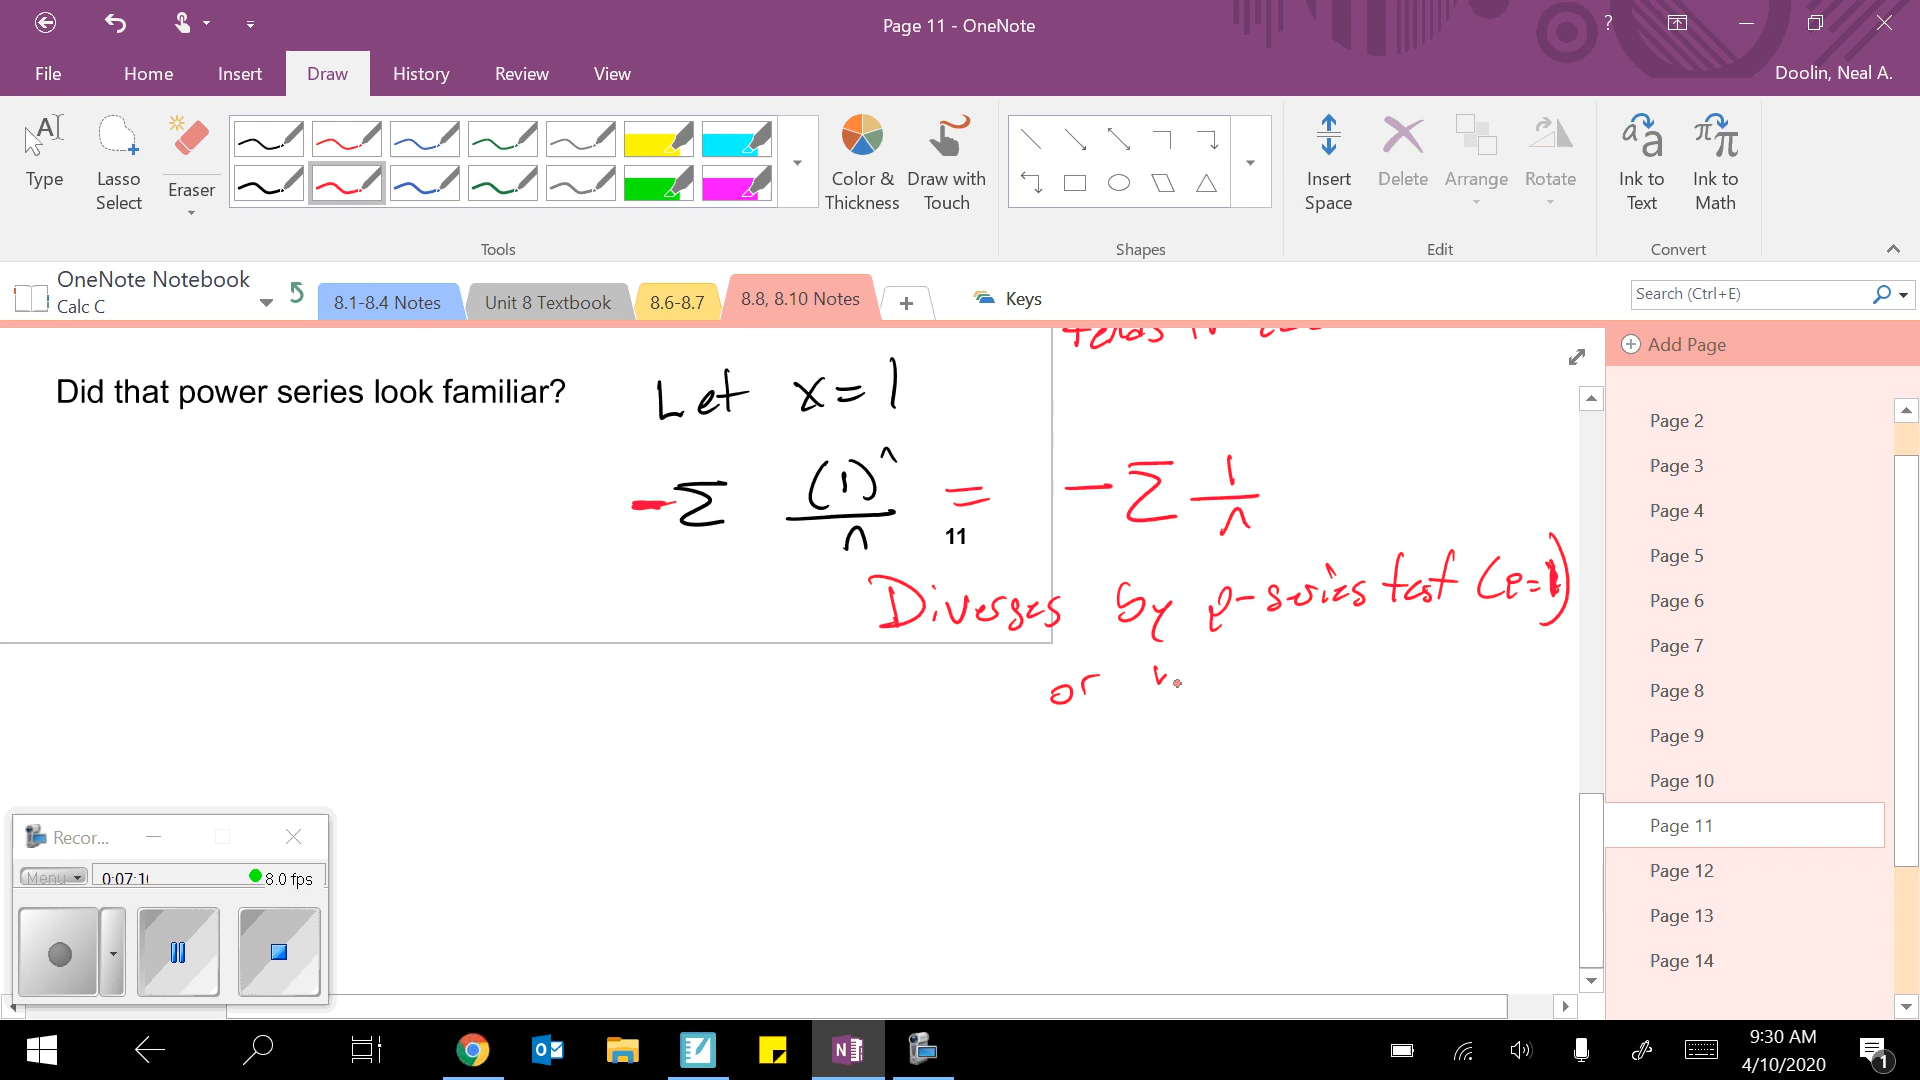 Page 11 - OneNote
?
File Home Insert Draw History Review View
Doolin, Neal A.
Type
Lasso Select
Eraser
Color & Thickness
Draw with Touch
Insert Space
Delete
Arrange
Rotate
Ink to Text
Ink to Math
Tools
Shapes
Edit
Convert
OneNote Notebook
Calc C
8.1-8.4 Notes
Unit 8 Textbook
8.6-8.7
8.8, 8.10 Notes
Keys
Search (Ctrl+E)
Add Page
Did that power series look familiar?
Let x = 1
-Σ (1)^n / n = -Σ 1/n
11
Diverges by p-series test (p=1)
or
Page 2
Page 3
Page 4
Page 5
Page 6
Page 7
Page 8
Page 9
Page 10
Page 11
Page 12
Page 13
Page 14
Recor...
Menu
8.0 fps
9:30 AM
4/10/2020
1